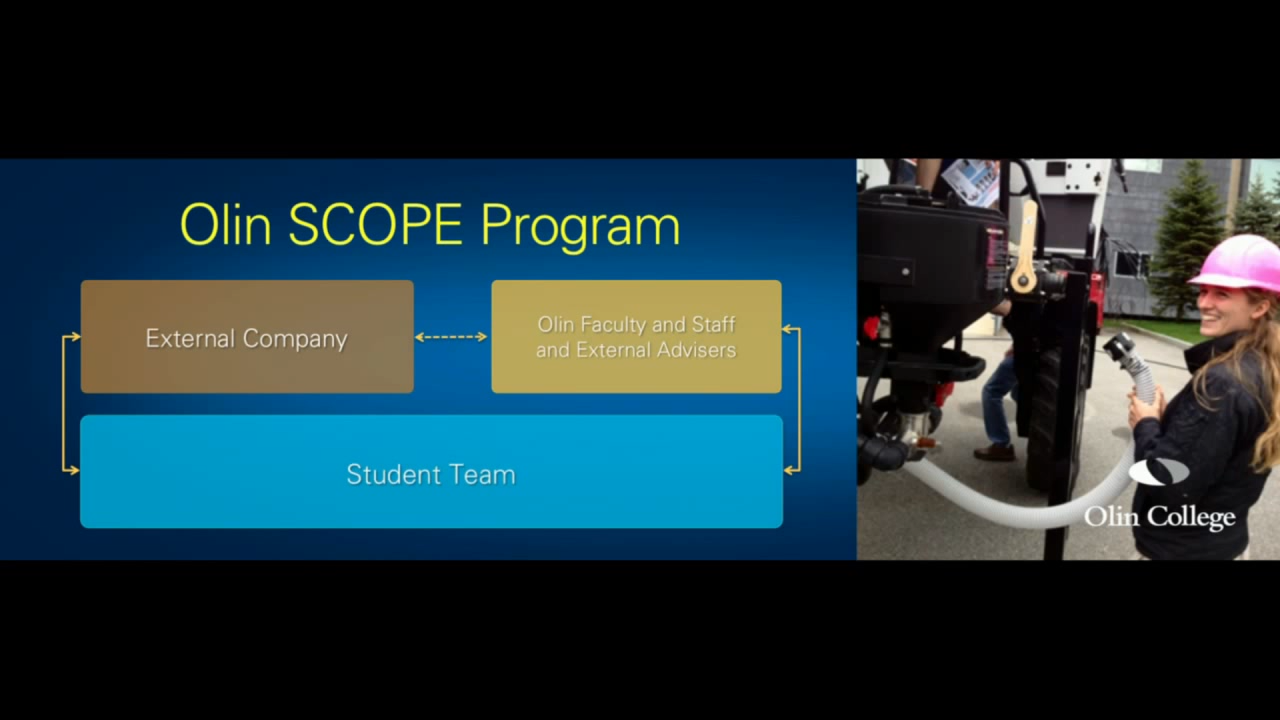 Olin SCOPE Program
External Company
Olin Faculty and Staff
and External Advisers
Student Team
Olin College